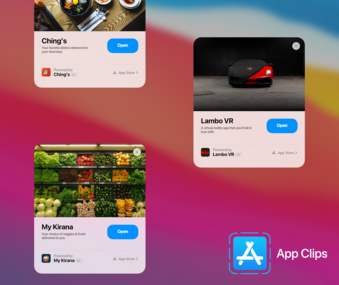 Ching's
Your favorite dishes delivered to
your doorstep.
Open
Powered by
Ching's
App Store >
Lambo VR
A virtual reality app that you'll fall in
love with.
Open
Powered by
Lambo VR
App Store >
My Kirana
Your choice of veggies & fruits
delivered to you.
Open
Powered by
My Kirana
App Store >
App Clips